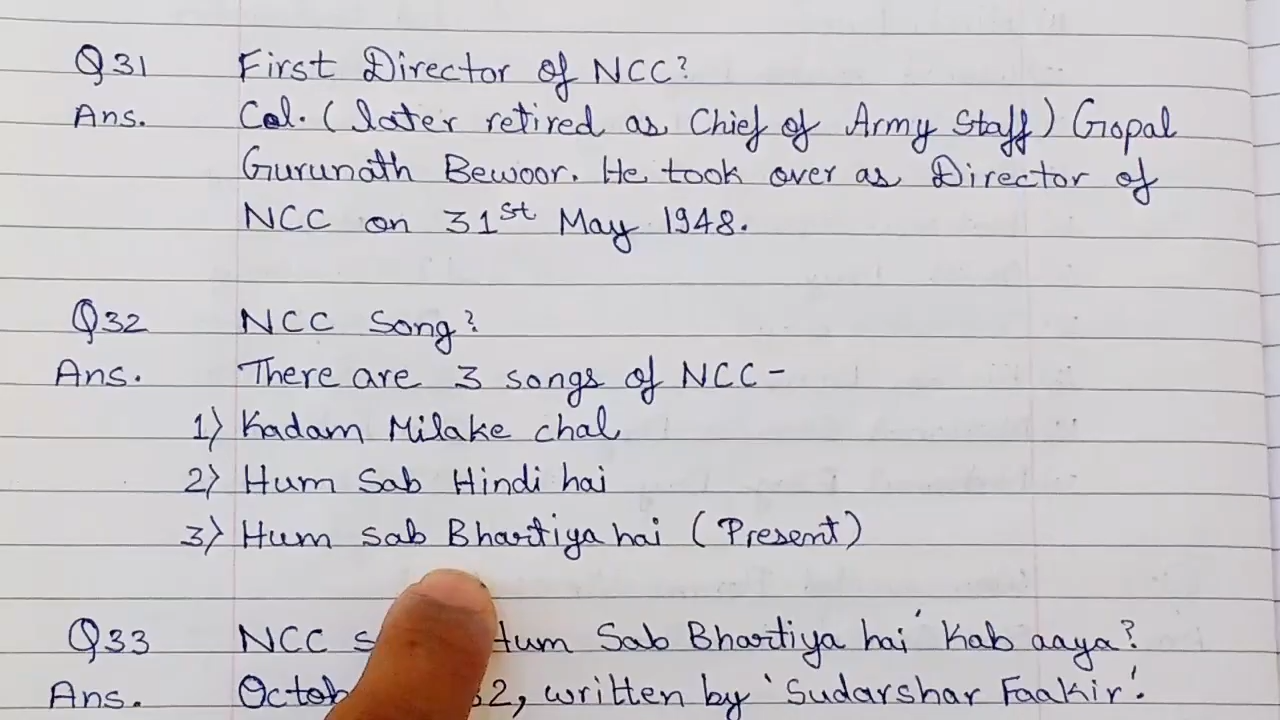 Q31 First Director of NCC?
Ans. Col. (later retired as Chief of Army Staff) Gopal
Gurunath Bewoor. He took over as Director of
NCC on 31st May 1948.
Q32 NCC Song?
Ans. There are 3 songs of NCC -
1) Kadam Milake chal
2) Hum Sab Hindi hai
3) Hum sab Bhartiya hai (Present)
Q33 NCC Hum Sab Bhartiya hai' Kab aaya?
Ans. written by 'Sudarshar Faakir'.